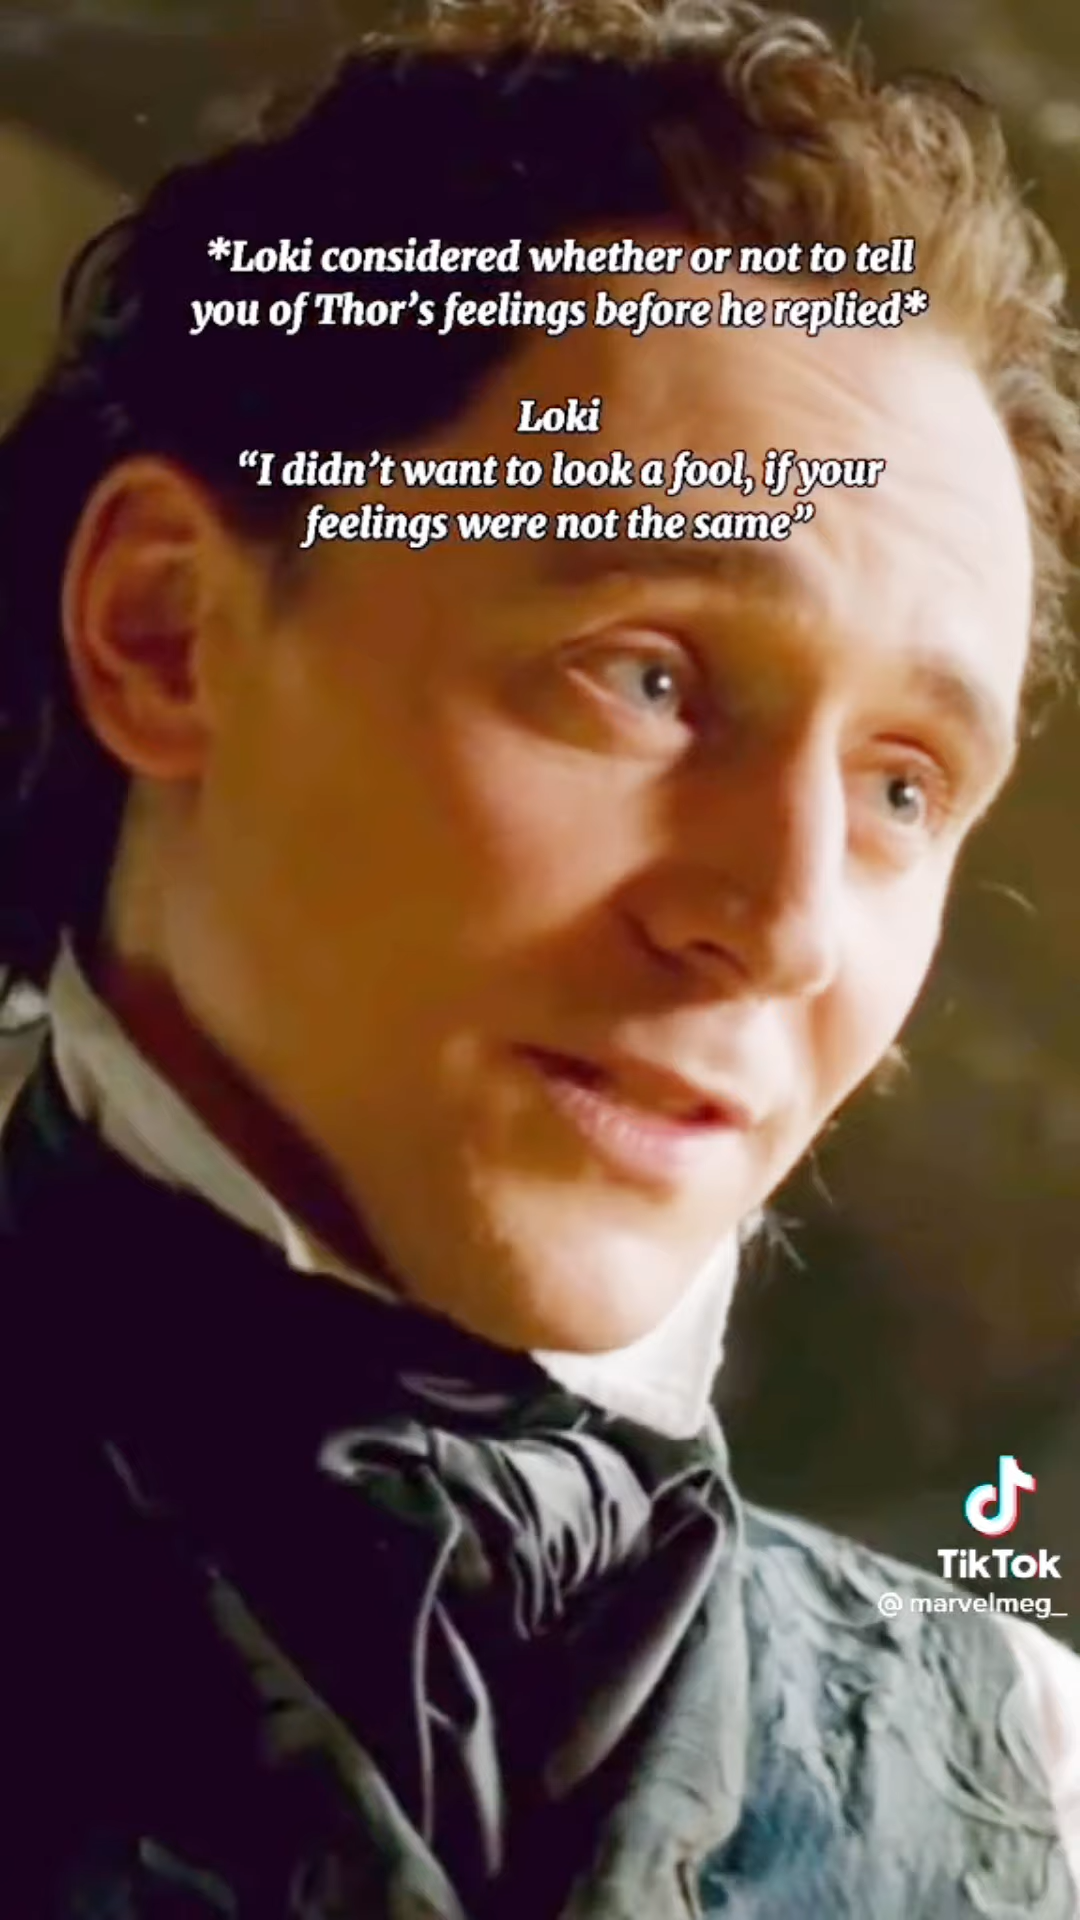 *Loki considered whether or not to tell
you of Thor’s feelings before he replied*
Loki
“I didn’t want to look a fool, if your
feelings were not the same”
TikTok
@marvelmeg_